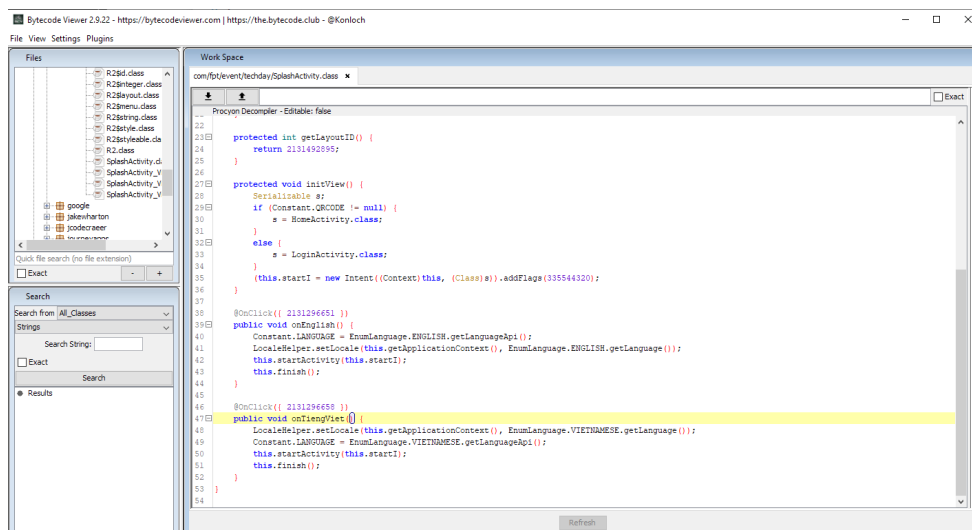 Bytecode Viewer 2.9.22 - https://bytecodeviewer.com | https://the.bytecode.club - @Konloch
File View Settings Plugins
Files
R2$id.class
R2$integer.class
R2$layout.class
R2$menu.class
R2$string.class
R2$style.class
R2$styleable.cla
R2.class
SplashActivity.cl
SplashActivity_V
SplashActivity_V
SplashActivity_V
google
jakewharton
jcodecraeer
journeyapps
Quick file search (no file extension)
Exact - +
Search
Search from All_Classes
Strings
Search String:
Exact
Search
Results
Work Space
com/fpt/event/techday/SplashActivity.class ×
Exact
Procyon Decompiler - Editable: false
22
23 protected int getLayoutID() {
24 return 2131492895;
25 }
26
27 protected void initView() {
28 Serializable s;
29 if (Constant.QRCODE != null) {
30 s = HomeActivity.class;
31 }
32 else {
33 s = LoginActivity.class;
34 }
35 (this.startI = new Intent((Context)this, (Class)s)).addFlags(335544320);
36 }
37
38 @OnClick({ 2131296651 })
39 public void onEnglish() {
40 Constant.LANGUAGE = EnumLanguage.ENGLISH.getLanguageApi();
41 LocaleHelper.setLocale(this.getApplicationContext(), EnumLanguage.ENGLISH.getLanguage());
42 this.startActivity(this.startI);
43 this.finish();
44 }
45
46 @OnClick({ 2131296658 })
47 public void onTiengViet() {
48 LocaleHelper.setLocale(this.getApplicationContext(), EnumLanguage.VIETNAMESE.getLanguage());
49 Constant.LANGUAGE = EnumLanguage.VIETNAMESE.getLanguageApi();
50 this.startActivity(this.startI);
51 this.finish();
52 }
53 }
54
Refresh